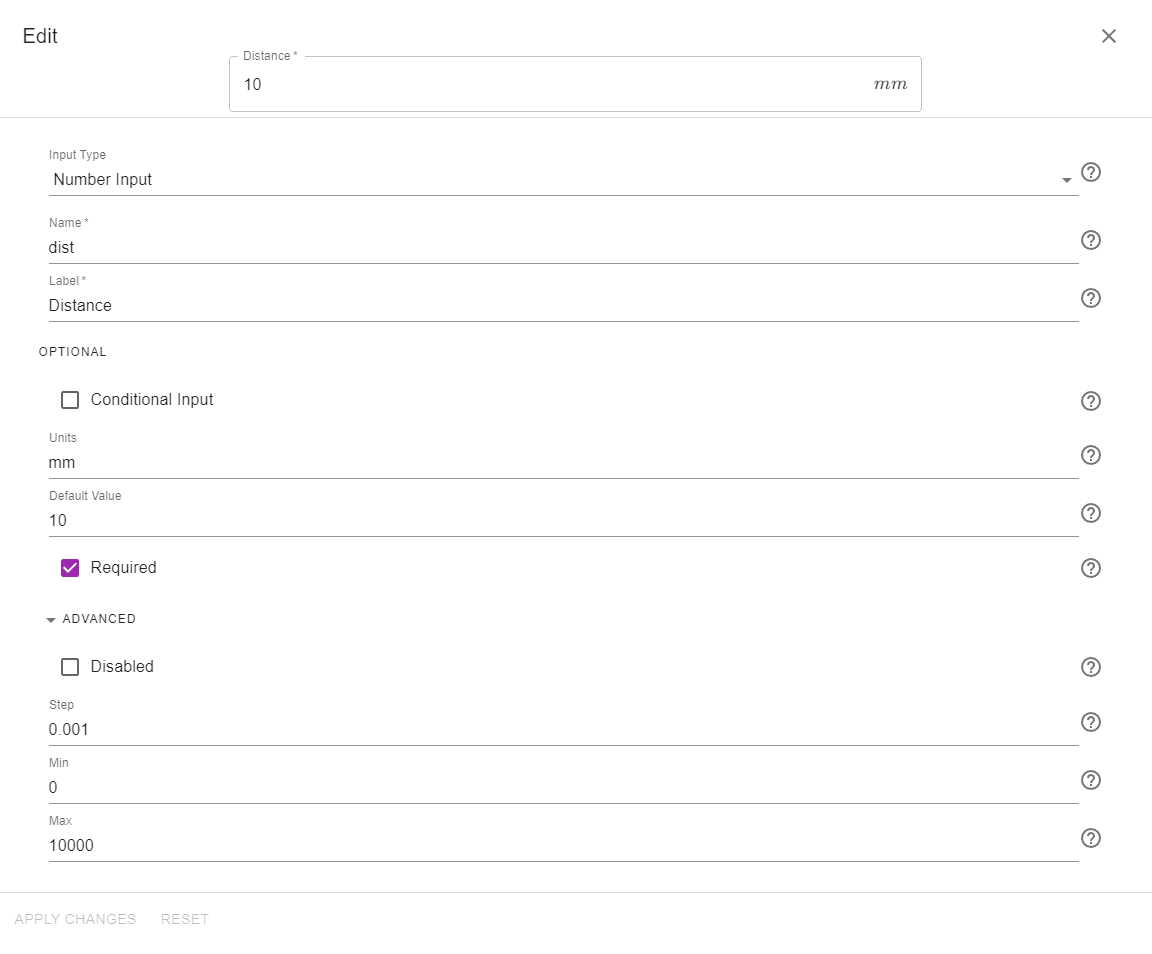 Edit
Distance *
10
mm
Input Type
Number Input
Name *
dist
Label *
Distance
OPTIONAL
Conditional Input
Units
mm
Default Value
10
Required
ADVANCED
Disabled
Step
0.001
Min
0
Max
10000
APPLY CHANGES RESET